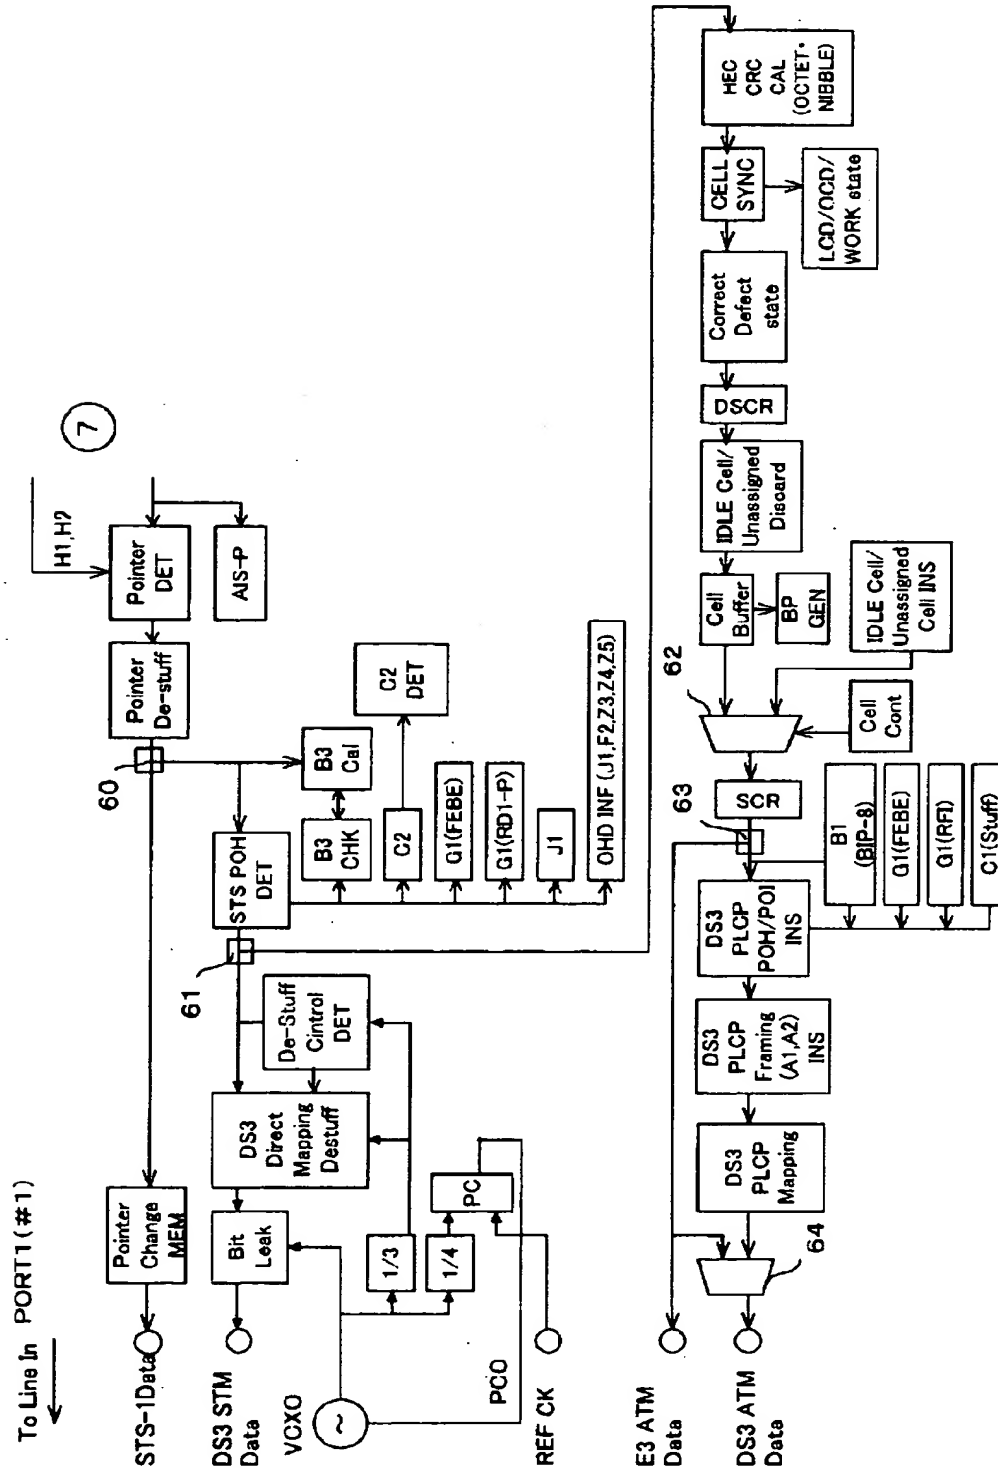 To Line In PORT1(#1)
7
H1,H2
Pointer
DET
AIS-P
Pointer
De-stuff
60
Pointer
Change
MEM
STS-1Data
B3
Cal
B3
CHK
C2
DET
C2
G1(FEBE)
G1(RD1-P)
J1
OHD INF (J1,F2,Z3,Z4,Z5)
STS POH
DET
61
De-Stuff
Cintrol
DET
DS3
Direct
Mapping
Destuff
Bit
Leak
DS3 STM
Data
1/3
1/4
PC
VCXO
~
PCO
REF CK
HEC
CRC
CAL
(OCTET·
NIBBLE)
CELL
SYNC
LCD/OCD/
WORK state
Correct
Defect
state
DSCR
IDLE Cell/
Unassigned
Discard
Cell
Buffer
BP
GEN
IDLE Cell/
Unassigned
Cell INS
62
Cell
Cont
SCR
63
B1
(BIP-8)
G1(FEBE)
G1(RFI)
C1(Stuff)
DS3
PLCP
POH/POI
INS
DS3
PLCP
Framing
(A1,A2)
INS
DS3
PLCP
Mapping
64
E3 ATM
Data
DS3 ATM
Data